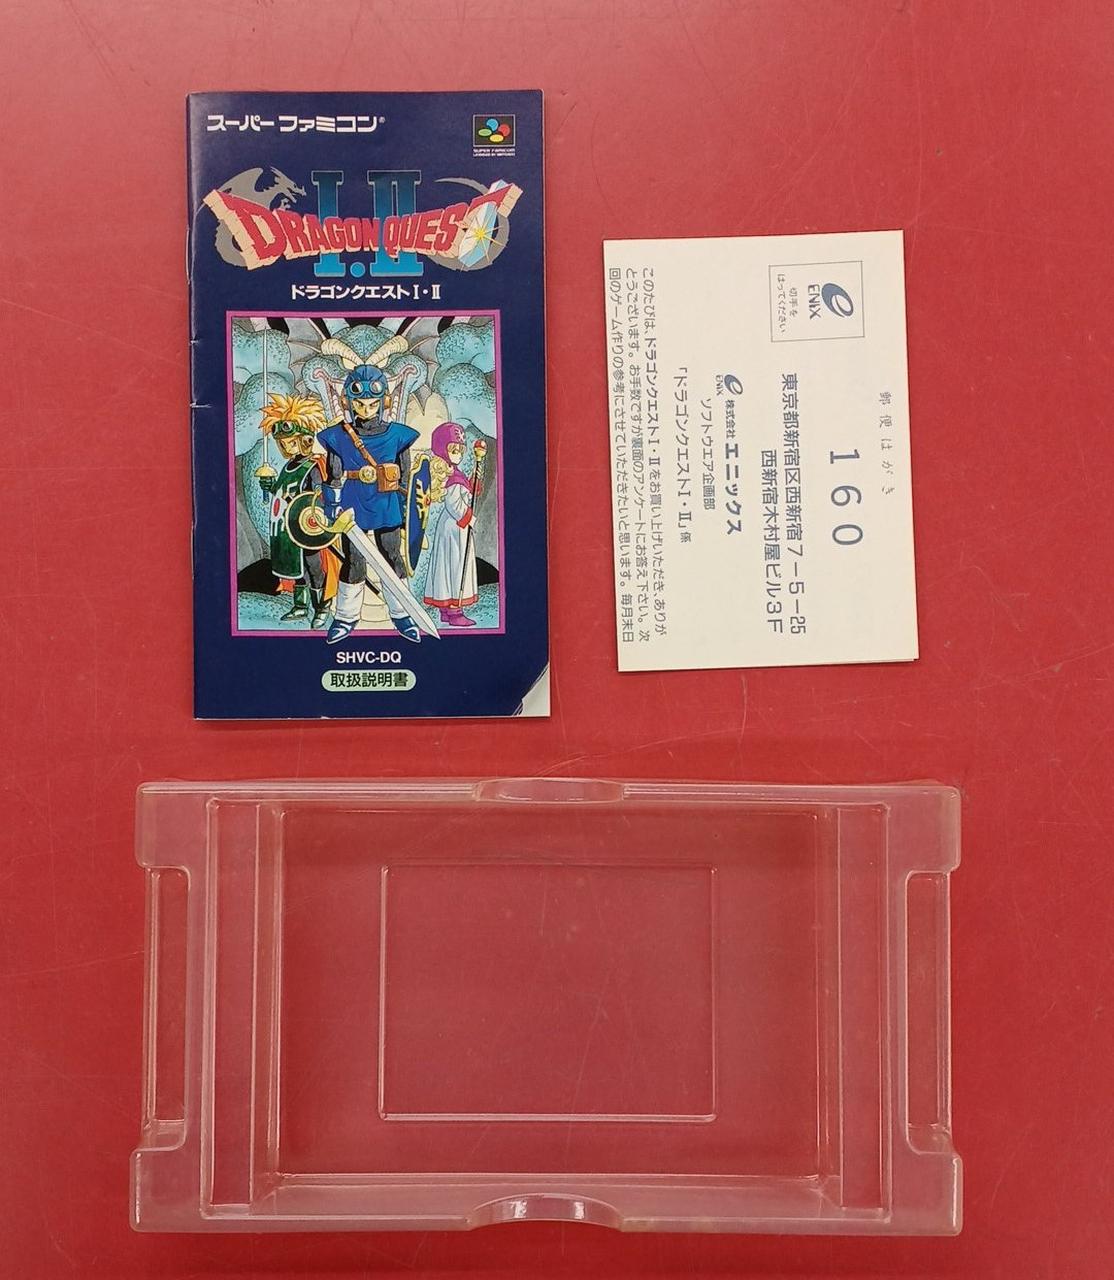 スーパーファミコン®
SUPER FAMICOM
I・II
DRAGON QUEST
ドラゴンクエストI・II
SHVC-DQ
取扱説明書
ENIX
切手を
はってください
郵便はがき
160
東京都新宿区西新宿7-5-25
西新宿木村屋ビル3F
ENIX
株式会社エニックス
ソフトウエア企画部
「ドラゴンクエストI・II」係
このたびは、ドラゴンクエストI・IIをお買い上げいただき、ありが
とうございます。お手数ですが裏面のアンケートにお答え下さい。次
回のゲーム作りの参考にさせていただきたいと思います。毎月末日